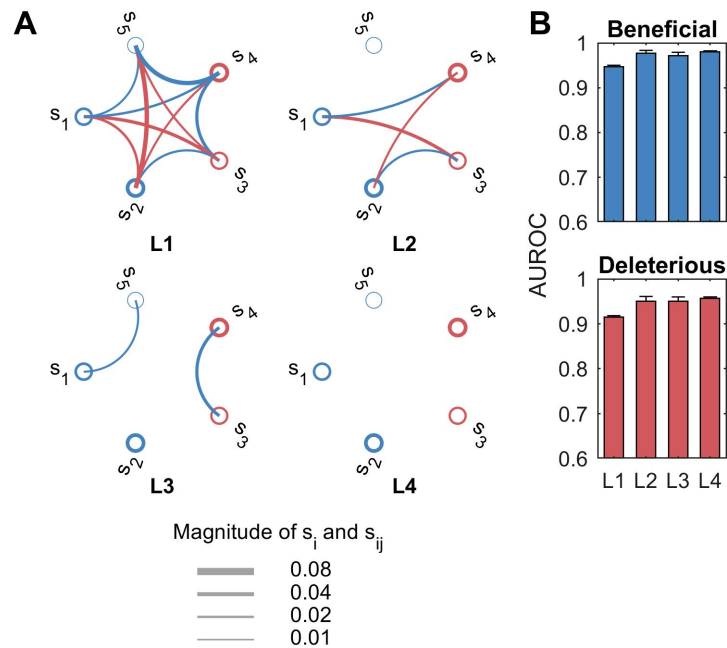 A
s5
s4
s1
s3
s2
L1
s5
s4
s1
s3
s2
L2
s5
s4
s1
s3
s2
L3
s5
s4
s1
s3
s2
L4
Magnitude of si and sij
0.08
0.04
0.02
0.01
B
Beneficial
1
0.9
0.8
0.7
0.6
AUROC
Deleterious
1
0.9
0.8
0.7
0.6
L1 L2 L3 L4